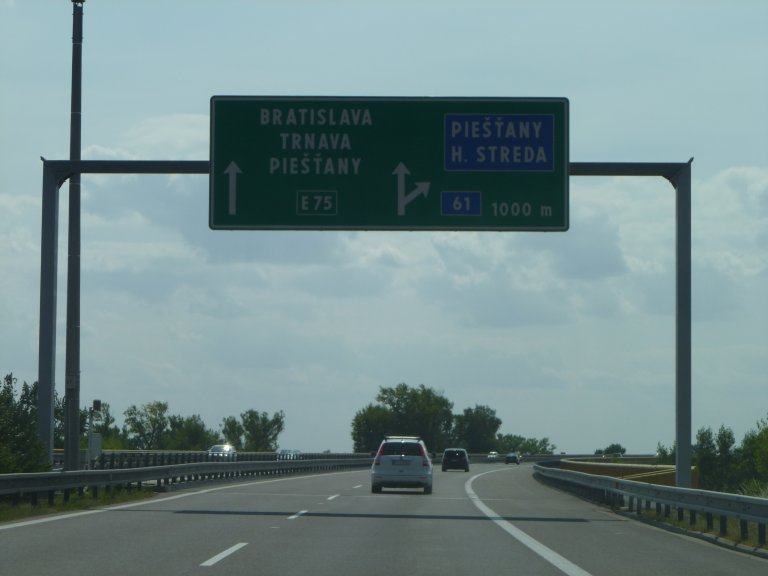 BRATISLAVA
TRNAVA
PIEŠŤANY
E 75
PIEŠŤANY
H. STREDA
61
1000 m